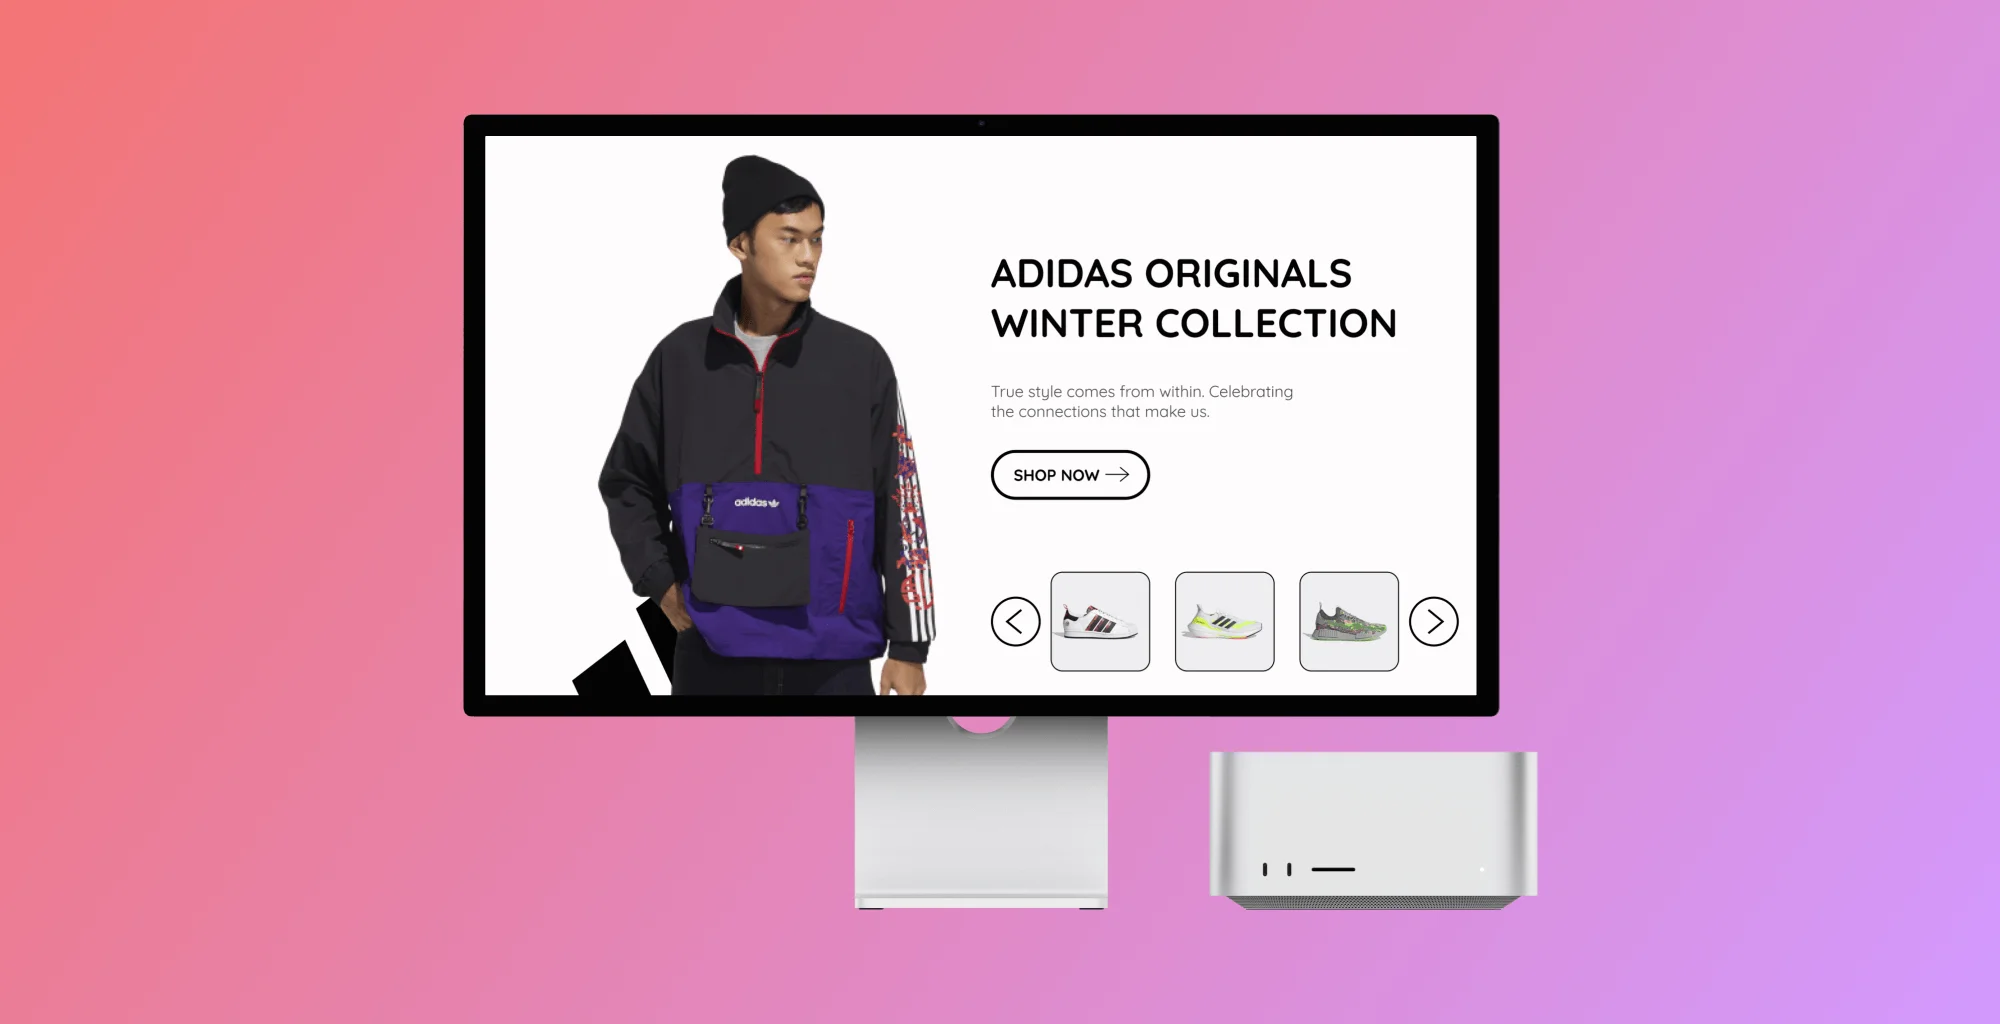 ADIDAS ORIGINALS
WINTER COLLECTION
True style comes from within. Celebrating
the connections that make us.
SHOP NOW
adidas